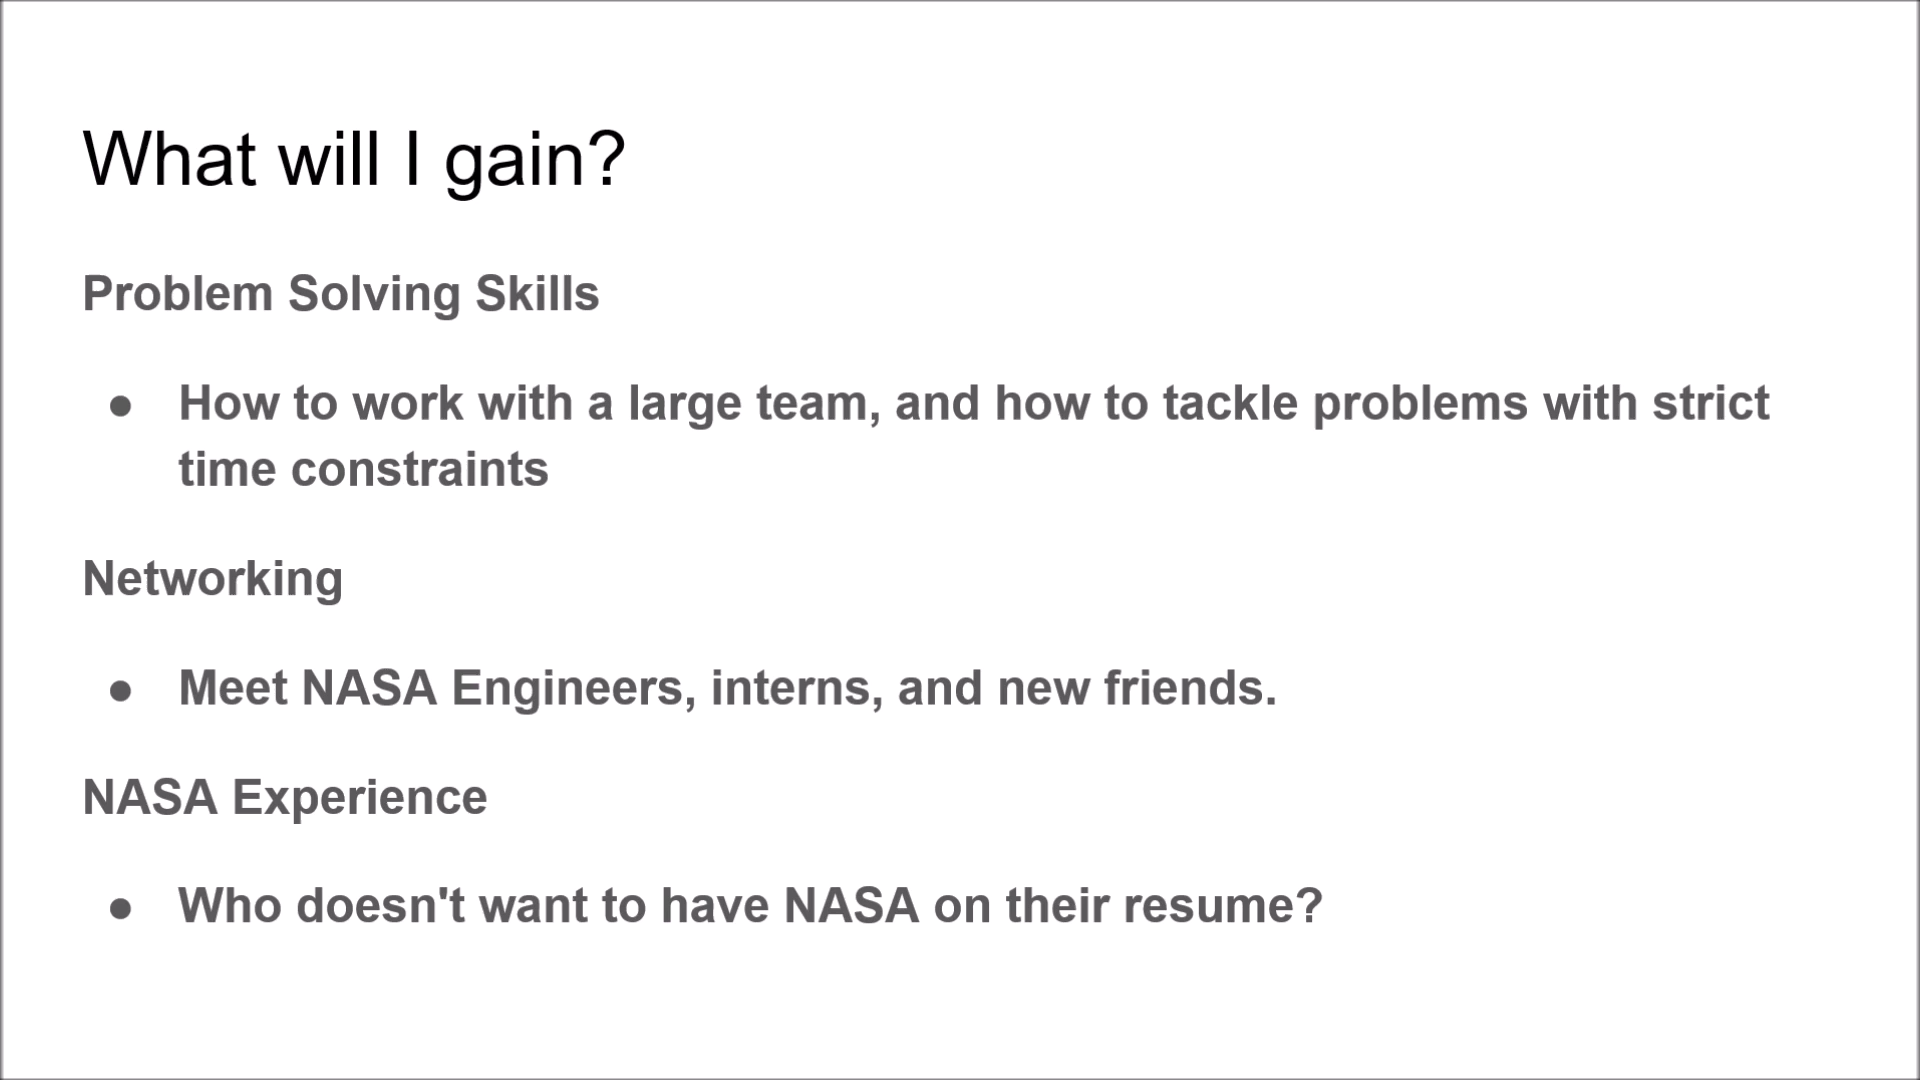 What will I gain?
Problem Solving Skills
● How to work with a large team, and how to tackle problems with strict
time constraints
Networking
● Meet NASA Engineers, interns, and new friends.
NASA Experience
● Who doesn't want to have NASA on their resume?